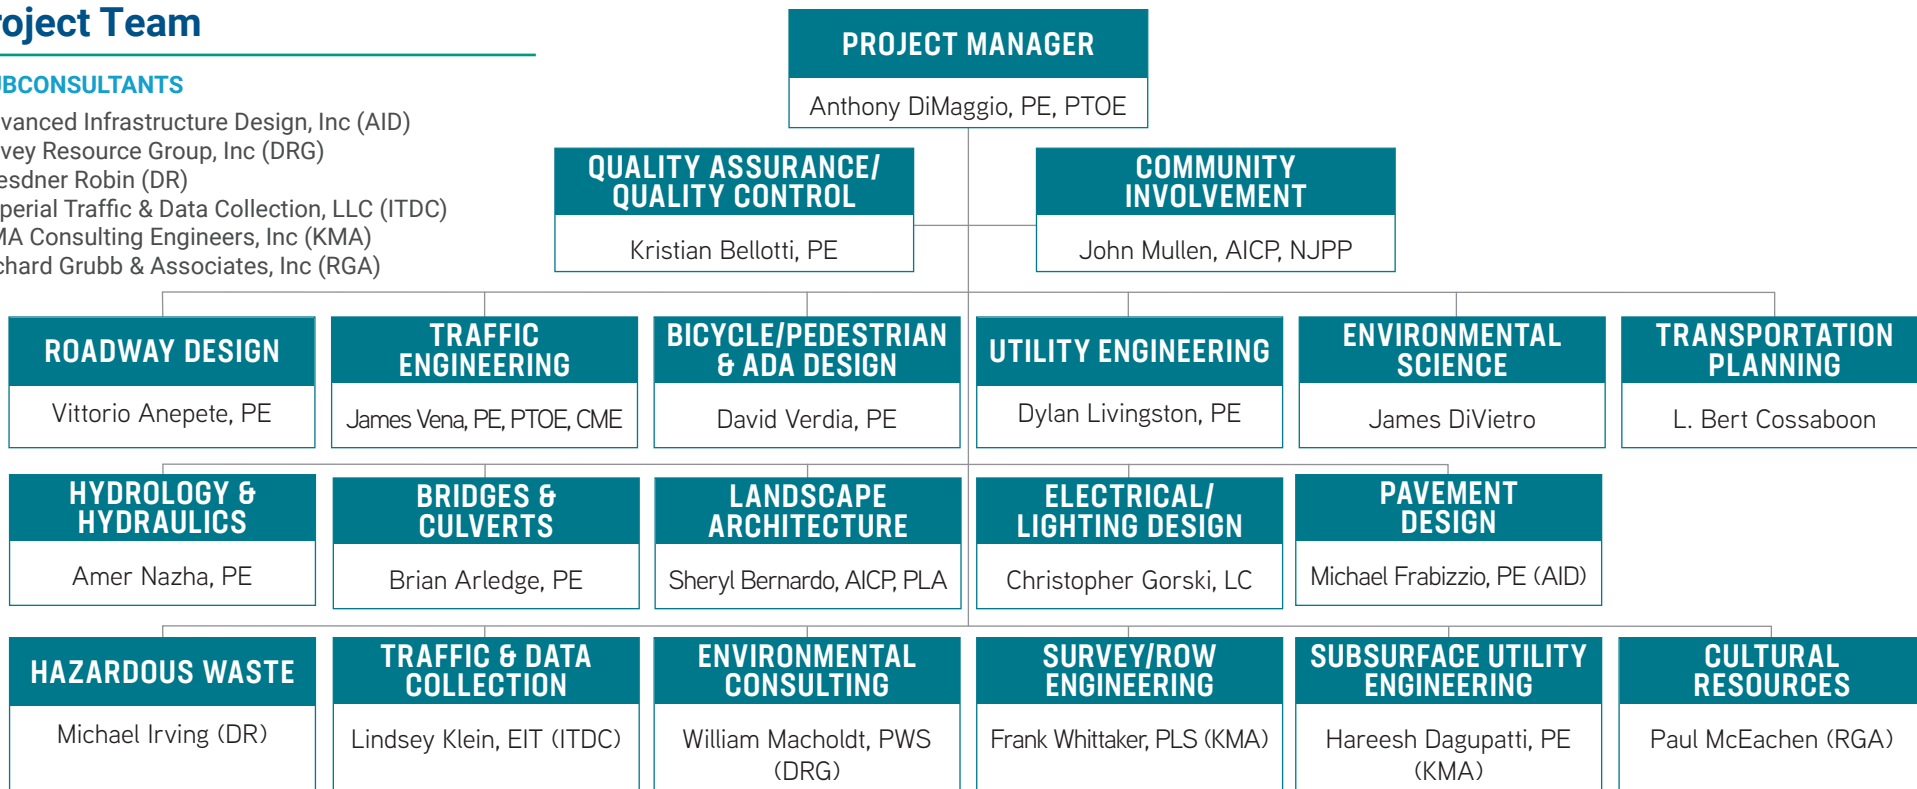 roject Team
UBCONSULTANTS
vanced Infrastructure Design, Inc (AID)
vey Resource Group, Inc (DRG)
esdner Robin (DR)
perial Traffic & Data Collection, LLC (ITDC)
MA Consulting Engineers, Inc (KMA)
chard Grubb & Associates, Inc (RGA)
PROJECT MANAGER
Anthony DiMaggio, PE, PTOE
QUALITY ASSURANCE/
QUALITY CONTROL
Kristian Bellotti, PE
COMMUNITY
INVOLVEMENT
John Mullen, AICP, NJPP
ROADWAY DESIGN
Vittorio Anepete, PE
TRAFFIC
ENGINEERING
James Vena, PE, PTOE, CME
BICYCLE/PEDESTRIAN
& ADA DESIGN
David Verdia, PE
UTILITY ENGINEERING
Dylan Livingston, PE
ENVIRONMENTAL
SCIENCE
James DiVietro
TRANSPORTATION
PLANNING
L. Bert Cossaboon
HYDROLOGY &
HYDRAULICS
Amer Nazha, PE
BRIDGES &
CULVERTS
Brian Arledge, PE
LANDSCAPE
ARCHITECTURE
Sheryl Bernardo, AICP, PLA
ELECTRICAL/
LIGHTING DESIGN
Christopher Gorski, LC
PAVEMENT
DESIGN
Michael Frabizzio, PE (AID)
HAZARDOUS WASTE
Michael Irving (DR)
TRAFFIC & DATA
COLLECTION
Lindsey Klein, EIT (ITDC)
ENVIRONMENTAL
CONSULTING
William Macholdt, PWS
(DRG)
SURVEY/ROW
ENGINEERING
Frank Whittaker, PLS (KMA)
SUBSURFACE UTILITY
ENGINEERING
Hareesh Dagupatti, PE
(KMA)
CULTURAL
RESOURCES
Paul McEachen (RGA)